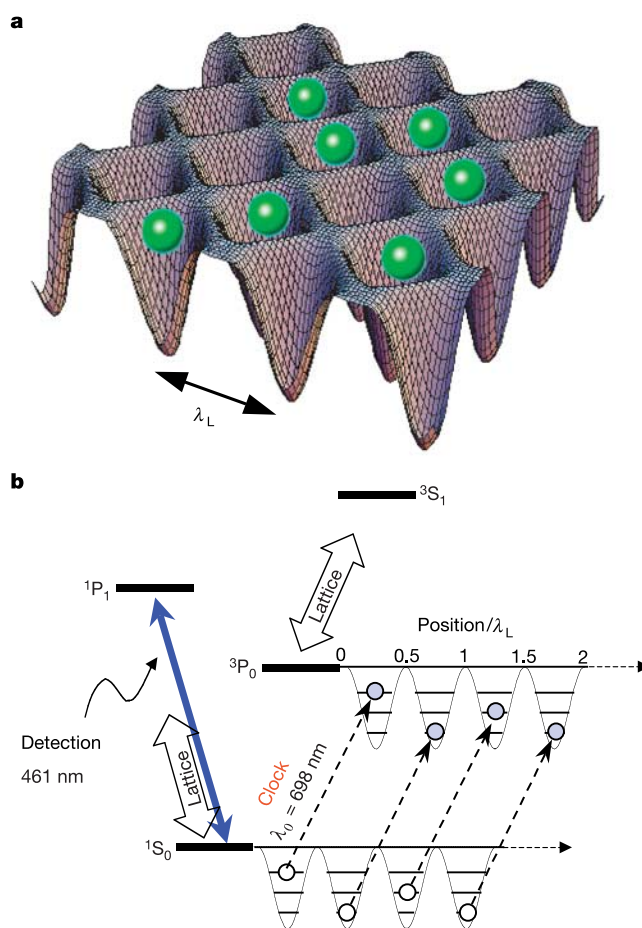 a
λL
b
³S₁
¹P₁
Lattice
Position/λL
³P₀
0 0.5 1 1.5 2
Detection
461 nm
Lattice
Clock
λ₀ = 698 nm
¹S₀